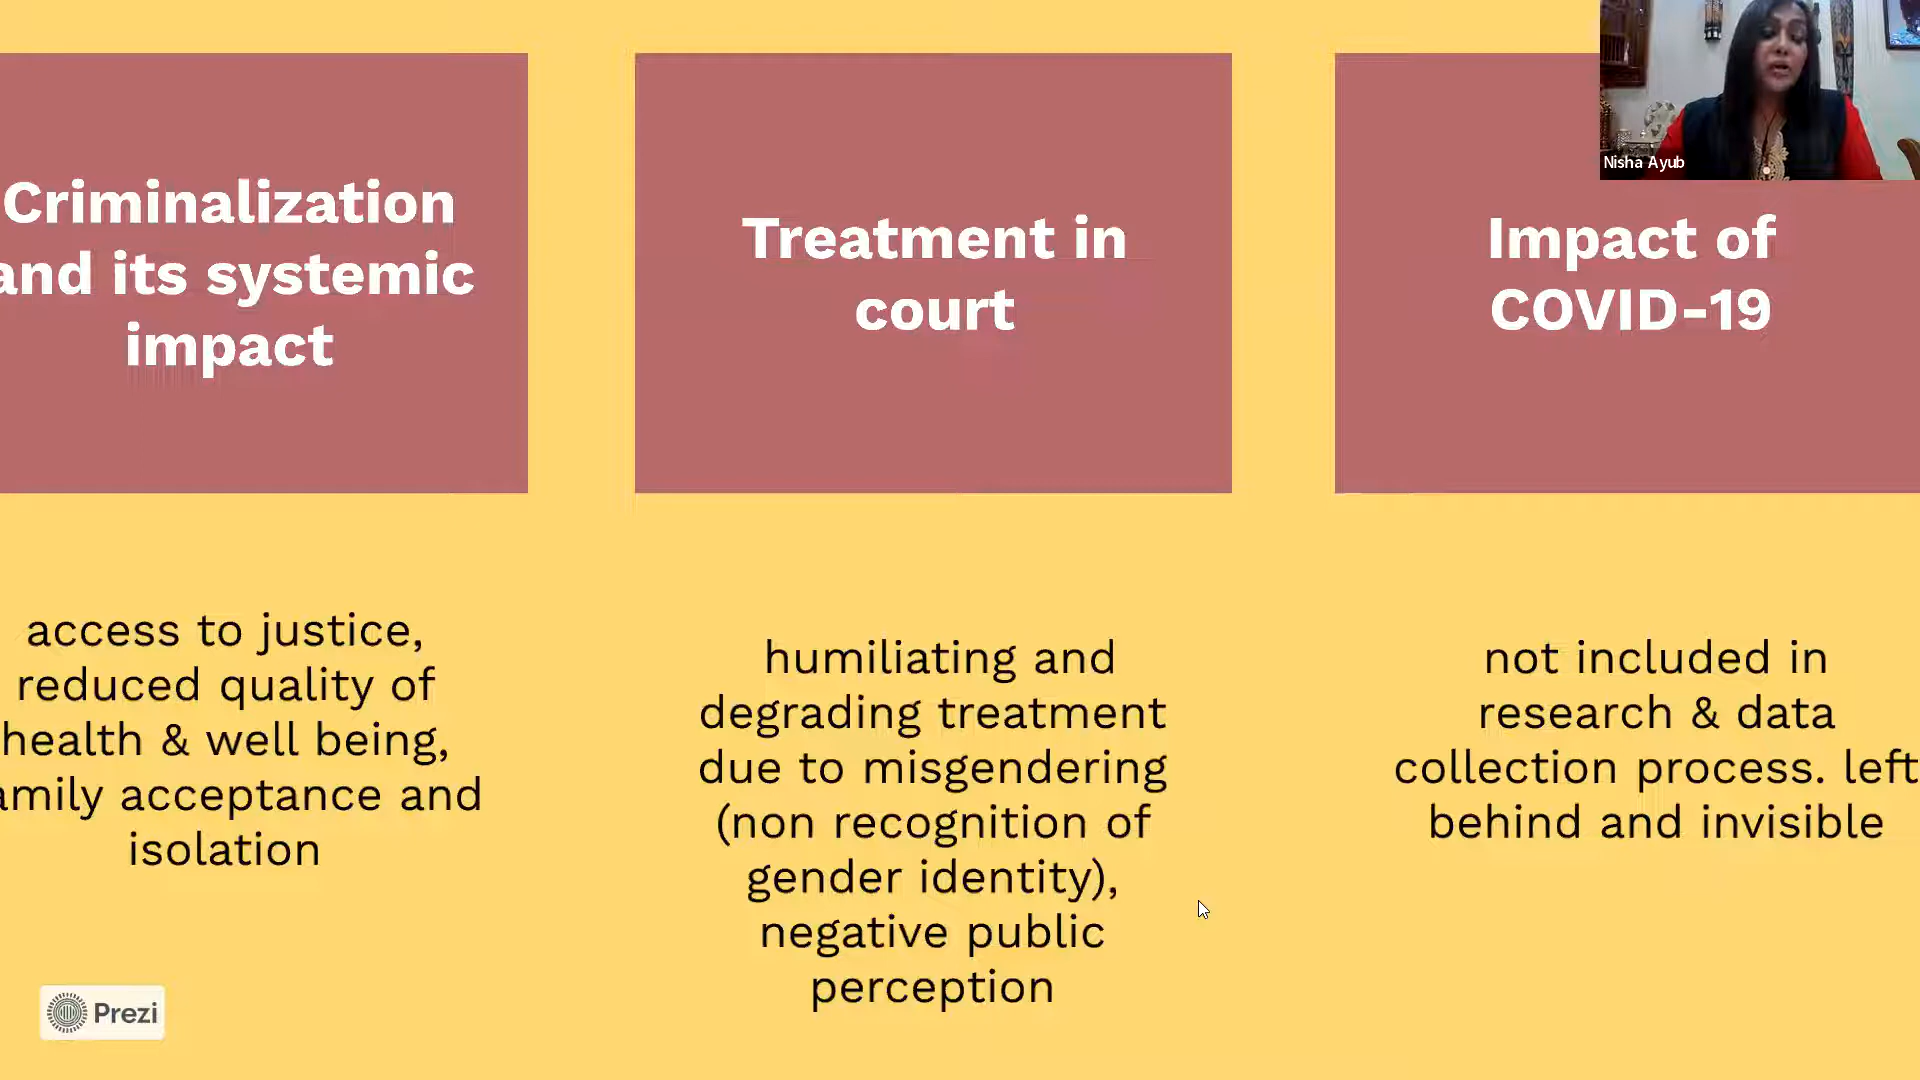 Criminalization
and its systemic
impact
access to justice,
reduced quality of
health & well being,
amily acceptance and
isolation
Treatment in
court
humiliating and
degrading treatment
due to misgendering
(non recognition of
gender identity),
negative public
perception
Impact of
COVID-19
not included in
research & data
collection process. left
behind and invisible
Nisha Ayub
Prezi